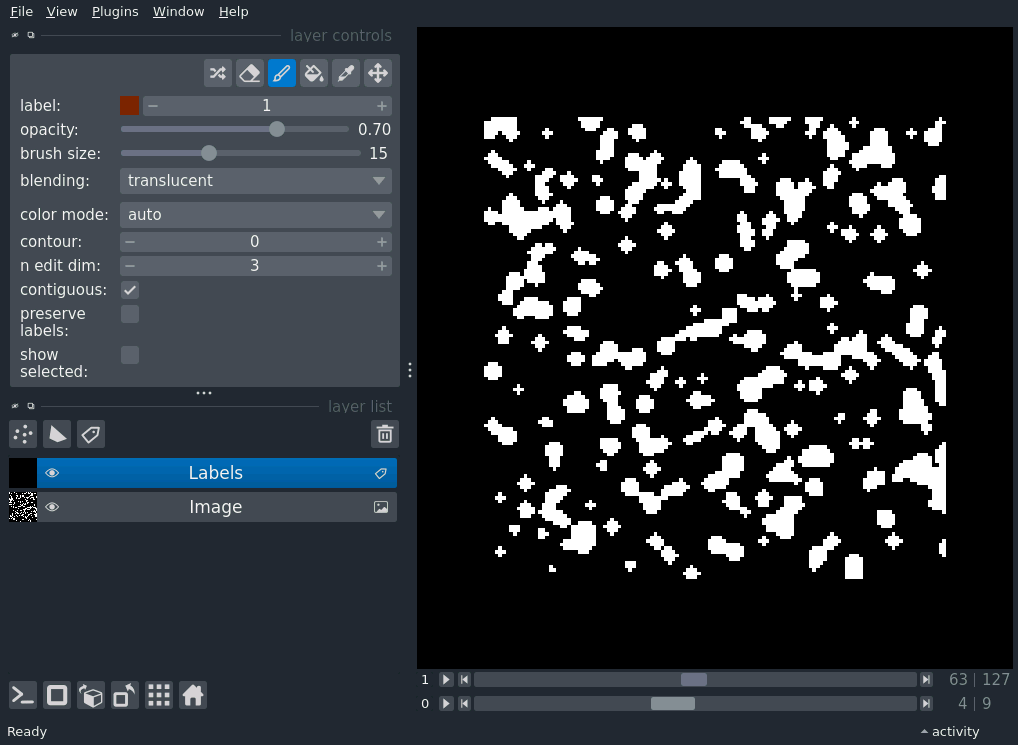 File View Plugins Window Help
layer controls
label: 1
opacity: 0.70
brush size: 15
blending: translucent
color mode: auto
contour: 0
n edit dim: 3
contiguous:
preserve
labels:
show
selected:
layer list
Labels
Image
1 63 | 127
0 4 | 9
Ready activity